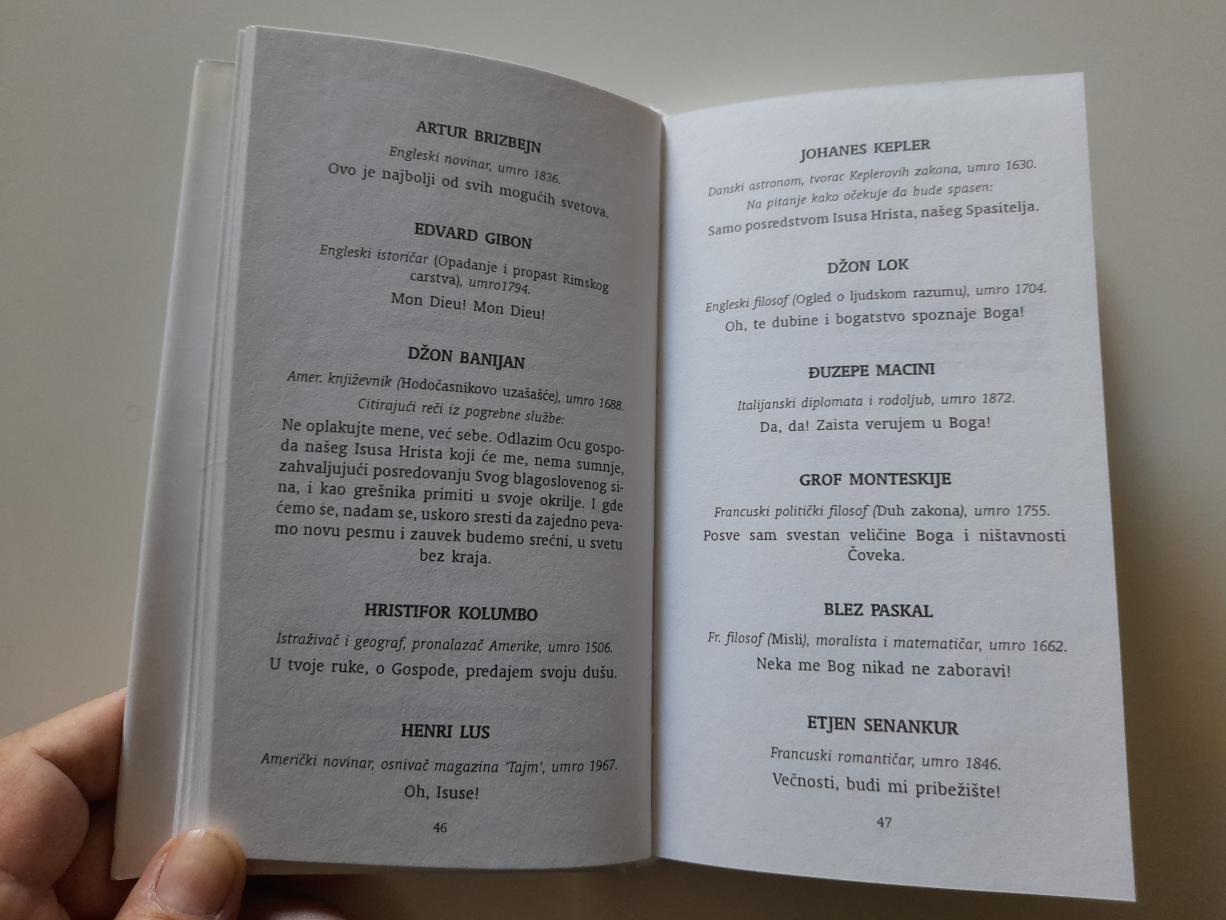 ARTUR BRIZBEJN
Engleski novinar, umro 1836.
Ovo je najbolji od svih mogućih svetova.
EDVARD GIBON
Engleski istoričar (Opadanje i propast Rimskog
carstva), umro1794.
Mon Dieu! Mon Dieu!
DŽON BANIJAN
Amer. književnik (Hodočasnikovo uzašašće), umro 1688.
Citirajući reči iz pogrebne službe:
Ne oplakujte mene, već sebe. Odlazim Ocu gospo-
da našeg Isusa Hrista koji će me, nema sumnje,
zahvaljujući posredovanju Svog blagoslovenog si-
na, i kao grešnika primiti u svoje okrilje. I gde
ćemo se, nadam se, uskoro sresti da zajedno peva-
mo novu pesmu i zauvek budemo srećni, u svetu
bez kraja.
HRISTIFOR KOLUMBO
Istraživač i geograf, pronalazač Amerike, umro 1506.
U tvoje ruke, o Gospode, predajem svoju dušu.
HENRI LUS
Američki novinar, osnivač magazina 'Tajm', umro 1967.
Oh, Isuse!
46
JOHANES KEPLER
Danski astronom, tvorac Keplerovih zakona, umro 1630.
Na pitanje kako očekuje da bude spasen:
Samo posredstvom Isusa Hrista, našeg Spasitelja.
DŽON LOK
Engleski filosof (Ogled o ljudskom razumu), umro 1704.
Oh, te dubine i bogatstvo spoznaje Boga!
ĐUZEPE MACINI
Italijanski diplomata i rodoljub, umro 1872.
Da, da! Zaista verujem u Boga!
GROF MONTESKIJE
Francuski politički filosof (Duh zakona), umro 1755.
Posve sam svestan veličine Boga i ništavnosti
Čoveka.
BLEZ PASKAL
Fr. filosof (Misli), moralista i matematičar, umro 1662.
Neka me Bog nikad ne zaboravi!
ETJEN SENANKUR
Francuski romantičar, umro 1846.
Večnosti, budi mi pribežište!
47